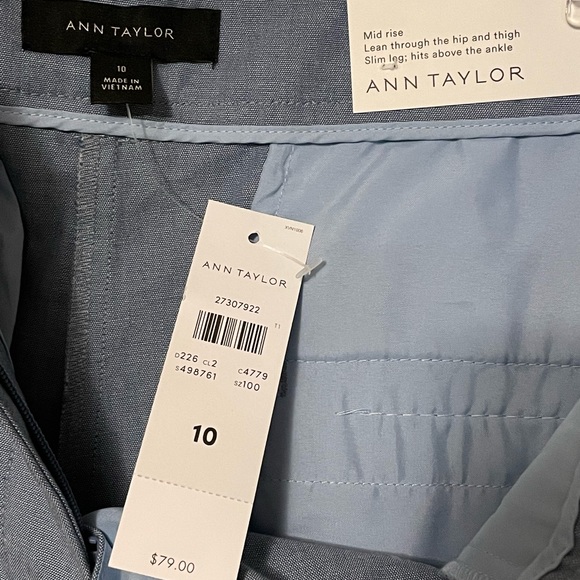 ANN TAYLOR
10
MADE IN
VIETNAM
Mid rise
Lean through the hip and thigh
Slim leg; hits above the ankle
ANN TAYLOR
ANN TAYLOR
27307922
T1
D226 CL2 C4779
S498761 SZ100
10
$79.00